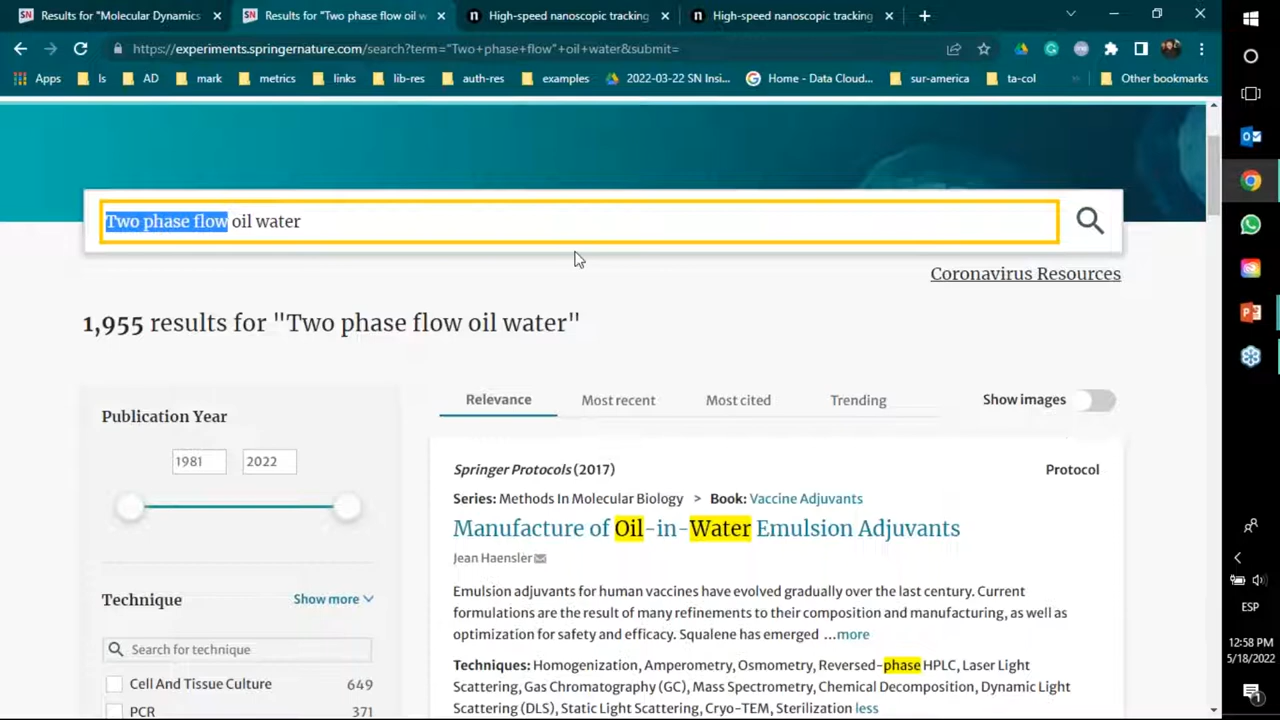 Results for "Molecular Dynamics
Results for "Two phase flow oil w
High-speed nanoscopic tracking
High-speed nanoscopic tracking
https://experiments.springernature.com/search?term="Two+phase+flow"+oil+water&submit=
Apps
ls
AD
mark
metrics
links
lib-res
auth-res
examples
2022-03-22 SN Insi...
Home - Data Cloud...
sur-america
ta-col
Other bookmarks
Two phase flow oil water
Coronavirus Resources
1,955 results for "Two phase flow oil water"
Publication Year
1981 2022
Technique Show more
Search for technique
Cell And Tissue Culture 649
PCR 371
Relevance Most recent Most cited Trending Show images
Springer Protocols (2017) Protocol
Series: Methods In Molecular Biology > Book: Vaccine Adjuvants
Manufacture of Oil-in-Water Emulsion Adjuvants
Jean Haensler
Emulsion adjuvants for human vaccines have evolved gradually over the last century. Current
formulations are the result of many refinements to their composition and manufacturing, as well as
optimization for safety and efficacy. Squalene has emerged ...more
Techniques: Homogenization, Amperometry, Osmometry, Reversed-phase HPLC, Laser Light
Scattering, Gas Chromatography (GC), Mass Spectrometry, Chemical Decomposition, Dynamic Light
Scattering (DLS), Static Light Scattering, Cryo-TEM, Sterilization less
ESP
12:58 PM
5/18/2022